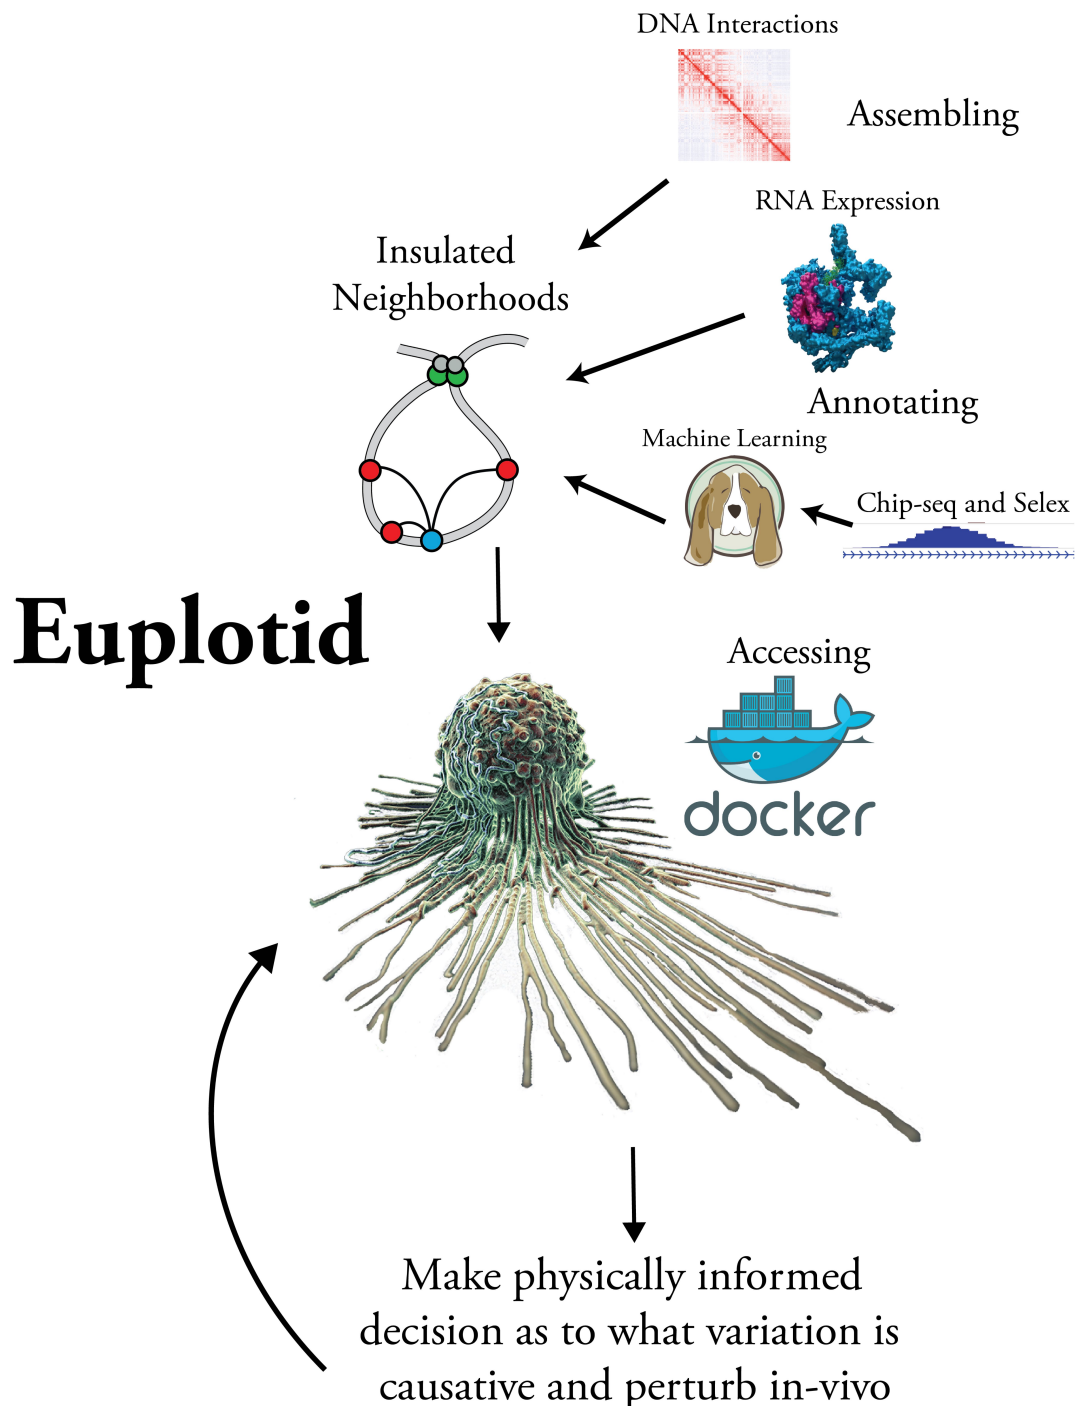 DNA Interactions
Assembling
RNA Expression
Insulated
Neighborhoods
Annotating
Machine Learning
Chip-seq and Selex
Euplotid
Accessing
docker
Make physically informed
decision as to what variation is
causative and perturb in-vivo